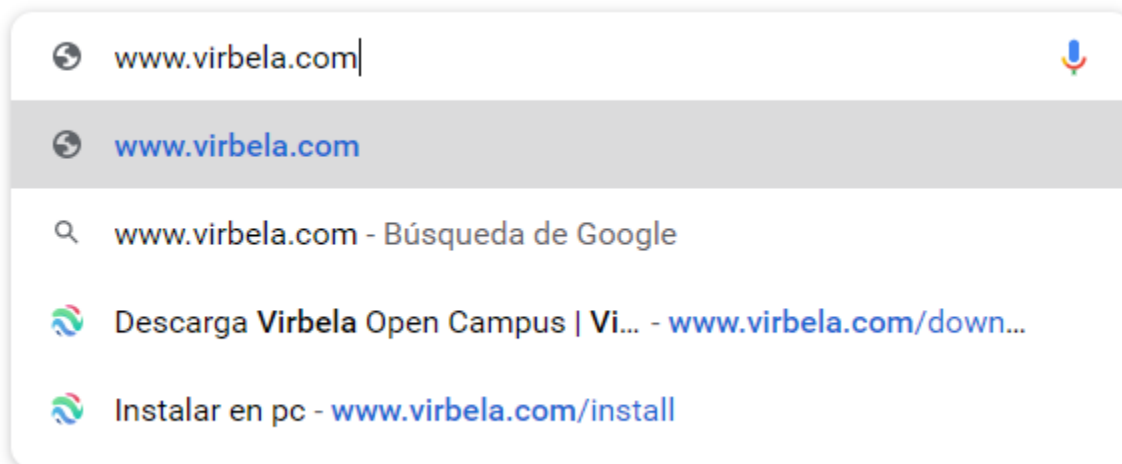 www.virbela.com
www.virbela.com
www.virbela.com - Búsqueda de Google
Descarga Virbela Open Campus | Vi... - www.virbela.com/down...
Instalar en pc - www.virbela.com/install